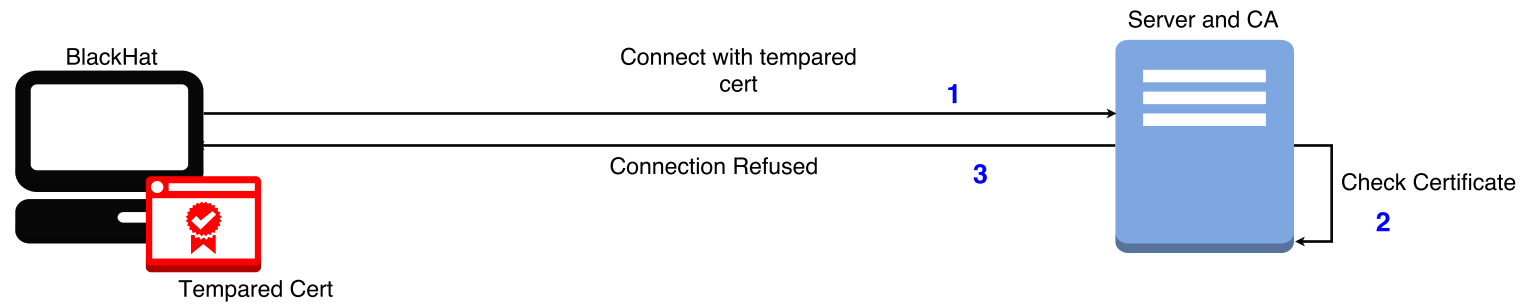 Server and CA
BlackHat
Connect with tempared
cert
1
Connection Refused
3
Check Certificate
2
Tempared Cert